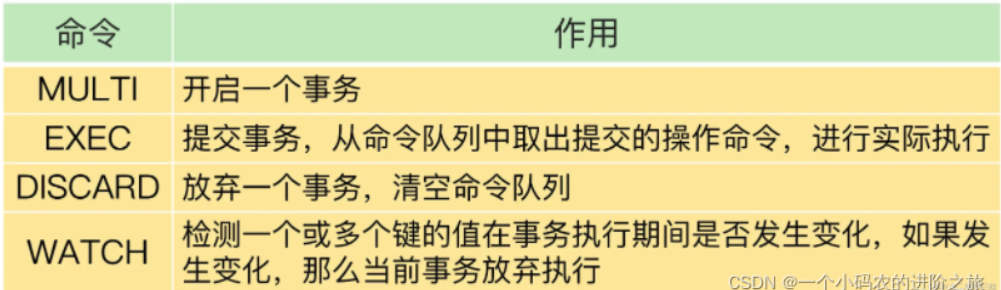 命令 作用
MULTI 开启一个事务
EXEC 提交事务，从命令队列中取出提交的操作命令，进行实际执行
DISCARD 放弃一个事务，清空命令队列
WATCH 检测一个或多个键的值在事务执行期间是否发生变化，如果发
生变化，那么当前事务放弃执行
CSDN @一个小码农的进阶之旅